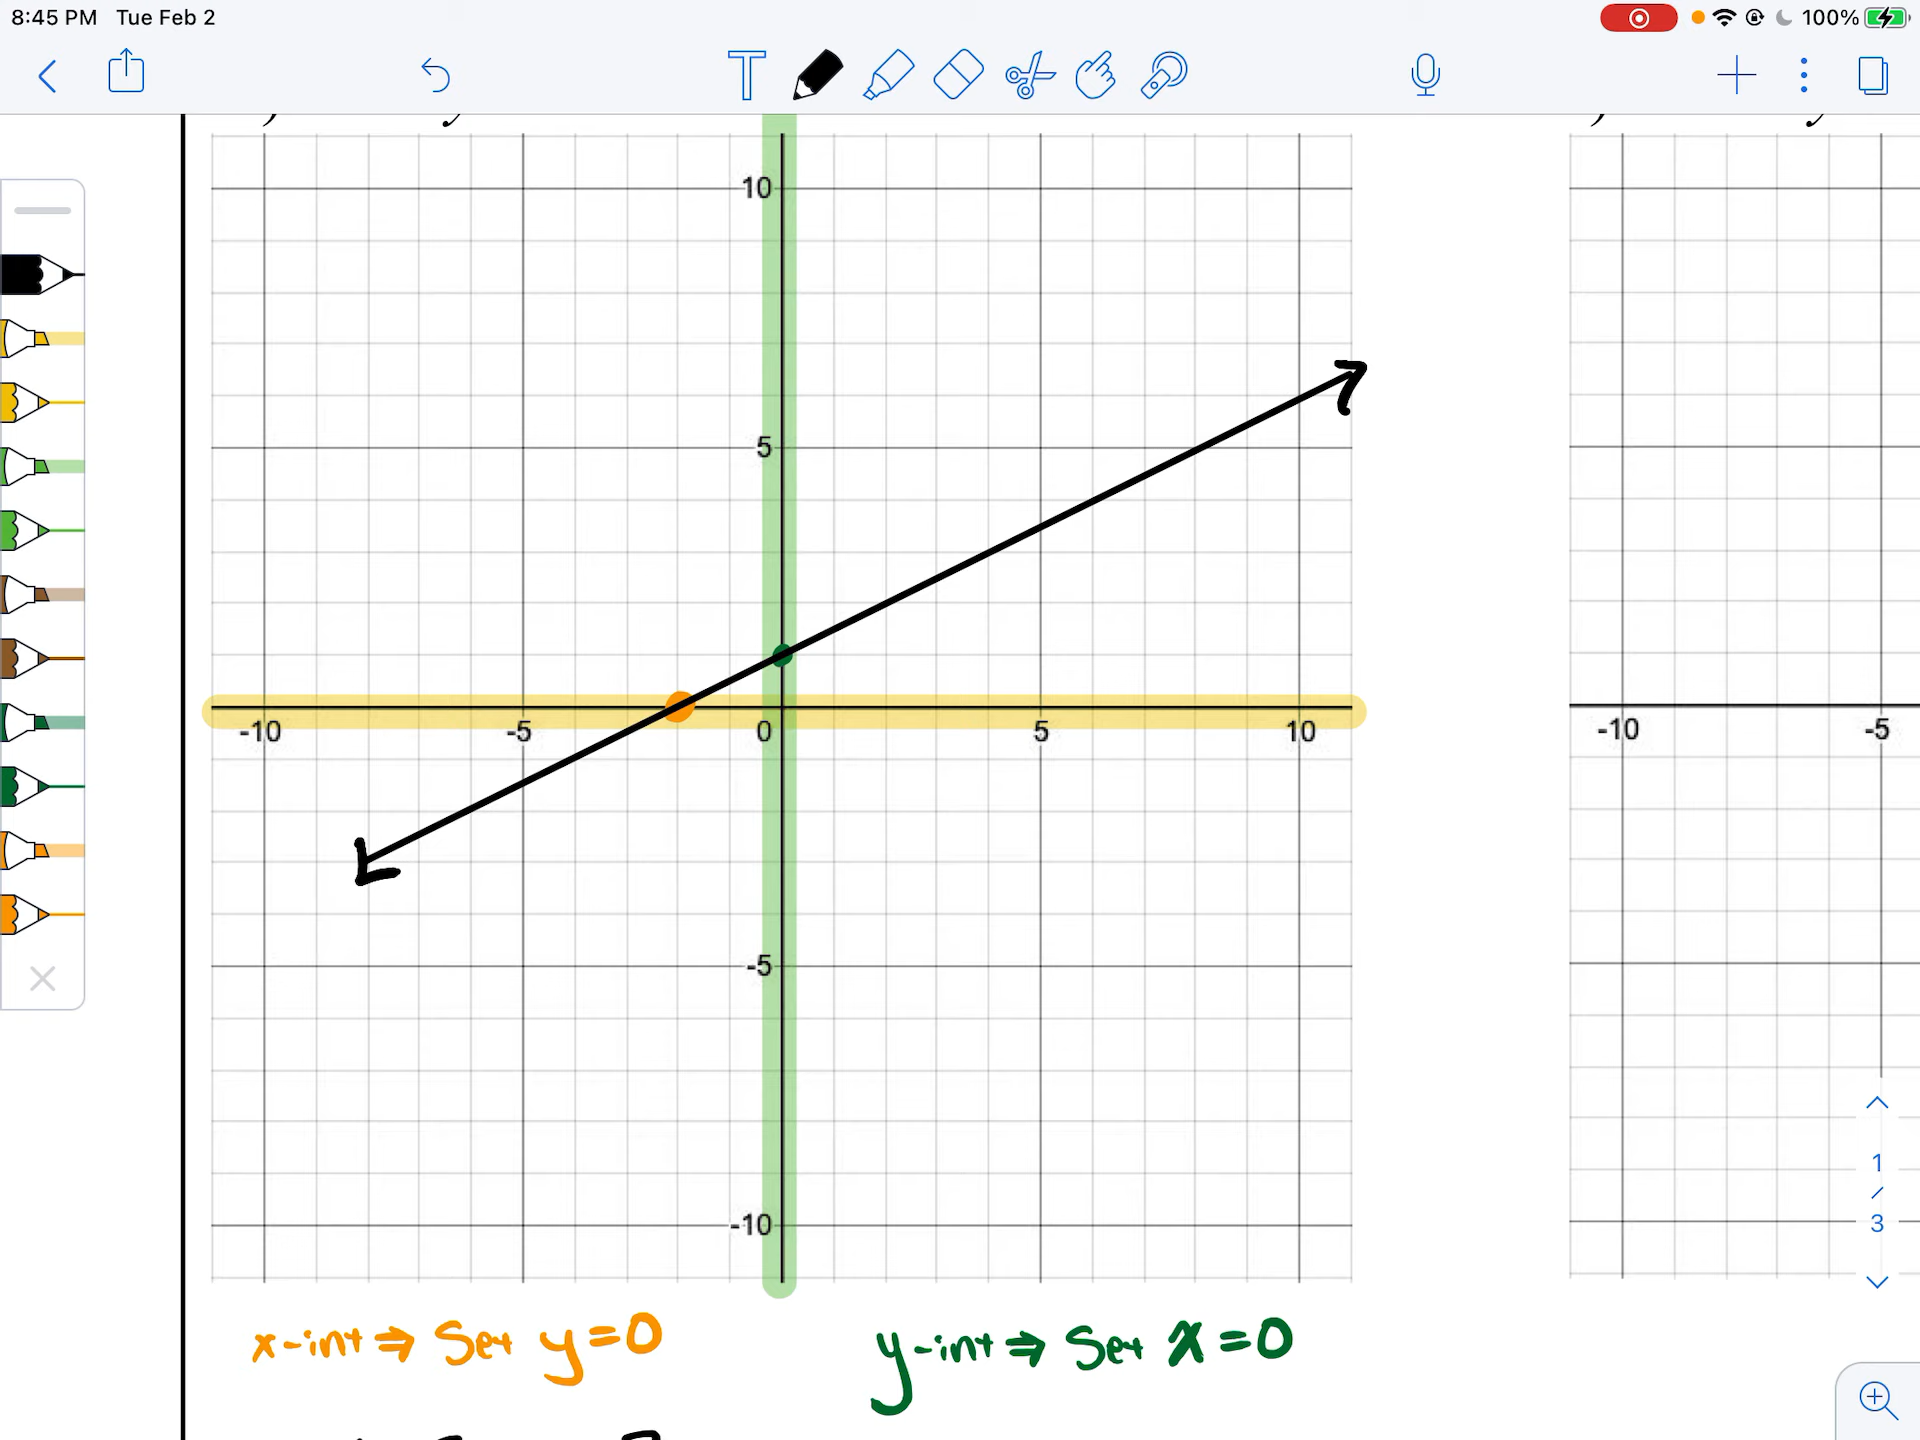 8:45 PM Tue Feb 2
100%
T
10
5
-10 -5 0 5 10
-10 -5
-5
-10
1
/
3
x-int ⇒ Set y=0
y-int ⇒ Set x=0